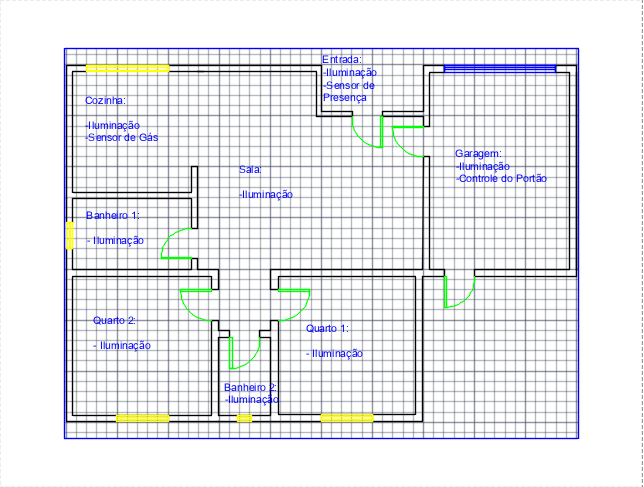 Entrada:
-Iluminação
-Sensor de
Presença
Cozinha:
-Iluminação
-Sensor de Gás
Sala:
-Iluminação
Garagem:
-Iluminação
-Controle do Portão
Banheiro 1:
- Iluminação
Quarto 2:
- Iluminação
Quarto 1:
- Iluminação
Banheiro 2:
-Iluminação